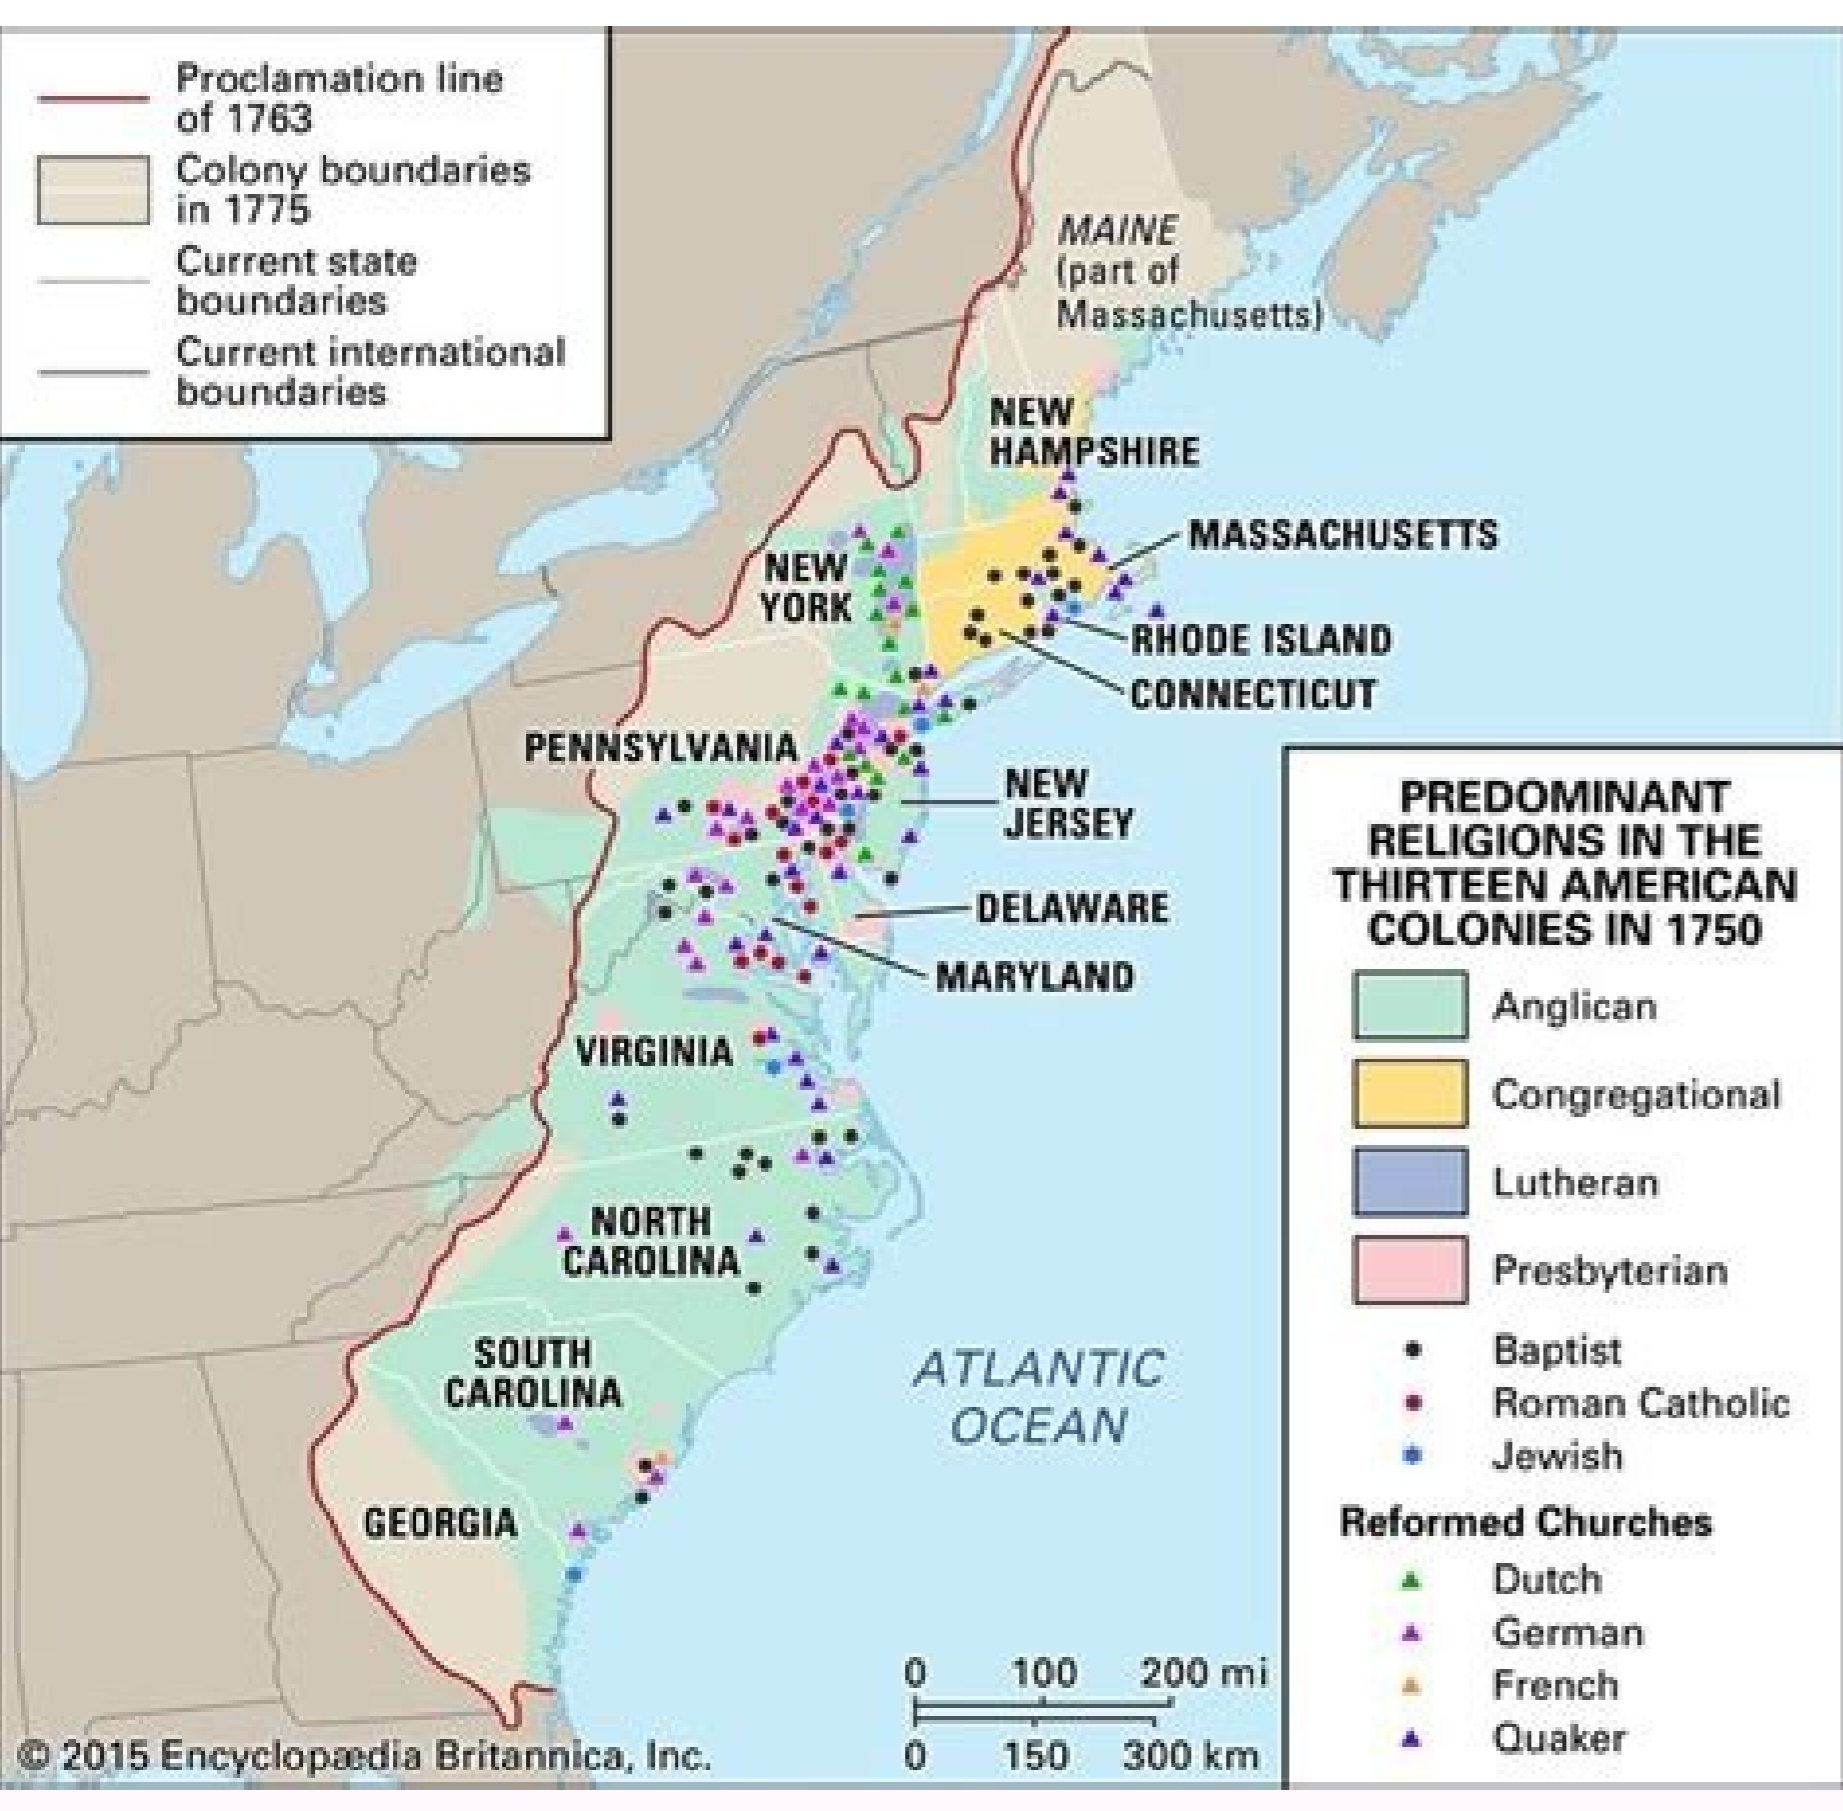 Proclamation line
of 1763
Colony boundaries
in 1775
Current state
boundaries
Current international
boundaries
MAINE
(part of
Massachusetts)
NEW
HAMPSHIRE
MASSACHUSETTS
NEW
YORK
RHODE ISLAND
CONNECTICUT
PENNSYLVANIA
NEW
JERSEY
DELAWARE
MARYLAND
VIRGINIA
NORTH
CAROLINA
SOUTH
CAROLINA
GEORGIA
ATLANTIC
OCEAN
PREDOMINANT
RELIGIONS IN THE
THIRTEEN AMERICAN
COLONIES IN 1750
Anglican
Congregational
Lutheran
Presbyterian
Baptist
Roman Catholic
Jewish
Reformed Churches
Dutch
German
French
Quaker
0 100 200 mi
0 150 300 km
© 2015 Encyclopædia Britannica, Inc.